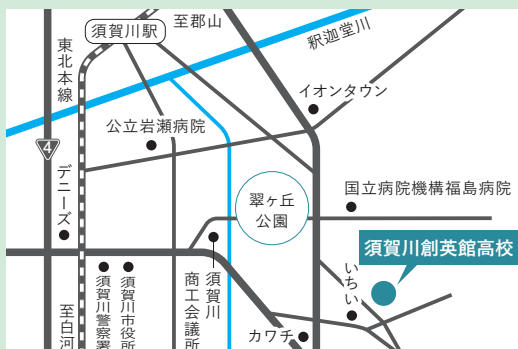 至郡山
須賀川駅
釈迦堂川
東北本線
イオンタウン
公立岩瀬病院
4
デニーズ
翠ヶ丘
公園
国立病院機構福島病院
須賀川創英館高校
いちい
須賀川
商工会議所
須賀川市役所
須賀川警察署
至白河
カワチ